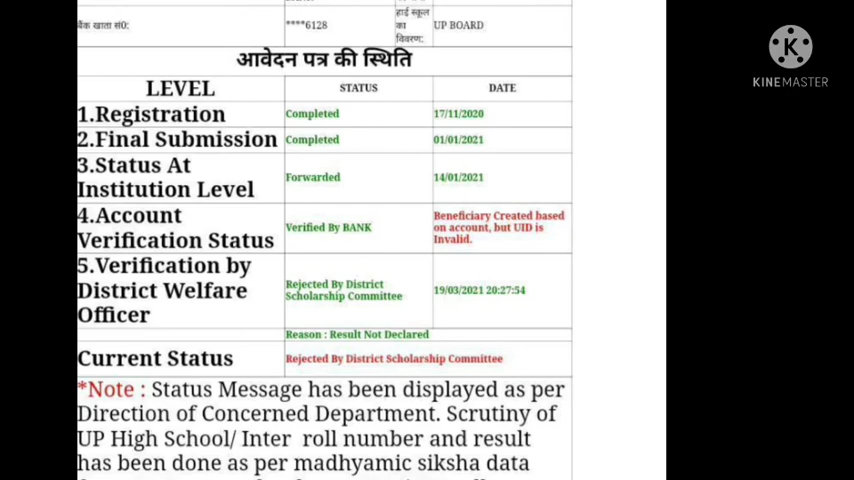 हाई स्कूल
बैंक खाता सं0: ****6128 का UP BOARD
विवरण:
आवेदन पत्र की स्थिति
LEVEL STATUS DATE
1.Registration Completed 17/11/2020
2.Final Submission Completed 01/01/2021
3.Status At
Institution Level Forwarded 14/01/2021
4.Account
Verification Status Verified By BANK Beneficiary Created based
on account, but UID is
Invalid.
5.Verification by
District Welfare
Officer Rejected By District
Scholarship Committee 19/03/2021 20:27:54
Reason : Result Not Declared
Current Status Rejected By District Scholarship Committee
*Note : Status Message has been displayed as per
Direction of Concerned Department. Scrutiny of
UP High School/ Inter roll number and result
has been done as per madhyamic siksha data
K
KINEMASTER